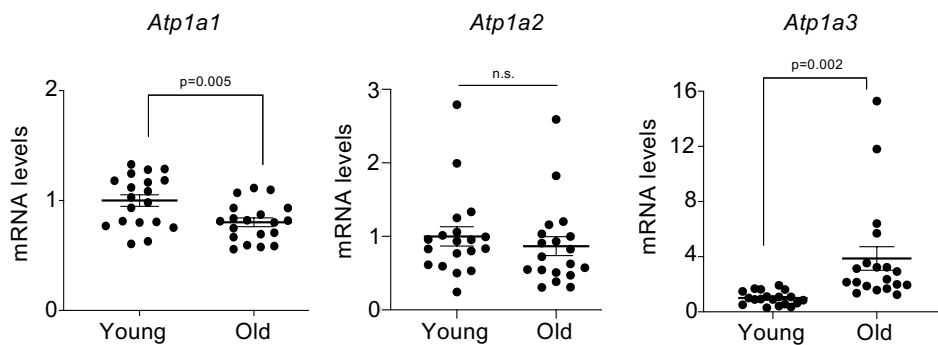 Atp1a1
Atp1a2
Atp1a3
p=0.005
n.s.
p=0.002
mRNA levels
2
1
0
Young
Old
mRNA levels
3
2
1
0
Young
Old
mRNA levels
16
12
8
4
0
Young
Old